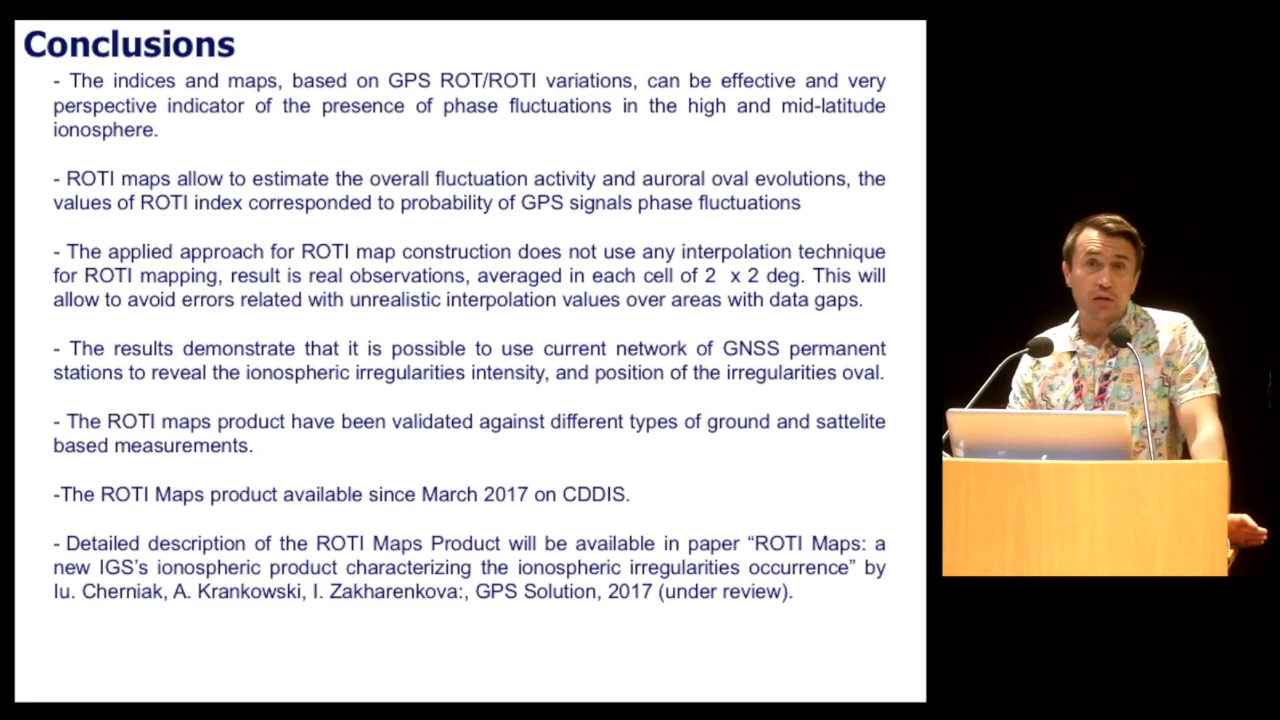 Conclusions
- The indices and maps, based on GPS ROT/ROTI variations, can be effective and very
perspective indicator of the presence of phase fluctuations in the high and mid-latitude
ionosphere.
- ROTI maps allow to estimate the overall fluctuation activity and auroral oval evolutions, the
values of ROTI index corresponded to probability of GPS signals phase fluctuations
- The applied approach for ROTI map construction does not use any interpolation technique
for ROTI mapping, result is real observations, averaged in each cell of 2 x 2 deg. This will
allow to avoid errors related with unrealistic interpolation values over areas with data gaps.
- The results demonstrate that it is possible to use current network of GNSS permanent
stations to reveal the ionospheric irregularities intensity, and position of the irregularities oval.
- The ROTI maps product have been validated against different types of ground and sattelite
based measurements.
-The ROTI Maps product available since March 2017 on CDDIS.
- Detailed description of the ROTI Maps Product will be available in paper “ROTI Maps: a
new IGS’s ionospheric product characterizing the ionospheric irregularities occurrence” by
Iu. Cherniak, A. Krankowski, I. Zakharenkova:, GPS Solution, 2017 (under review).